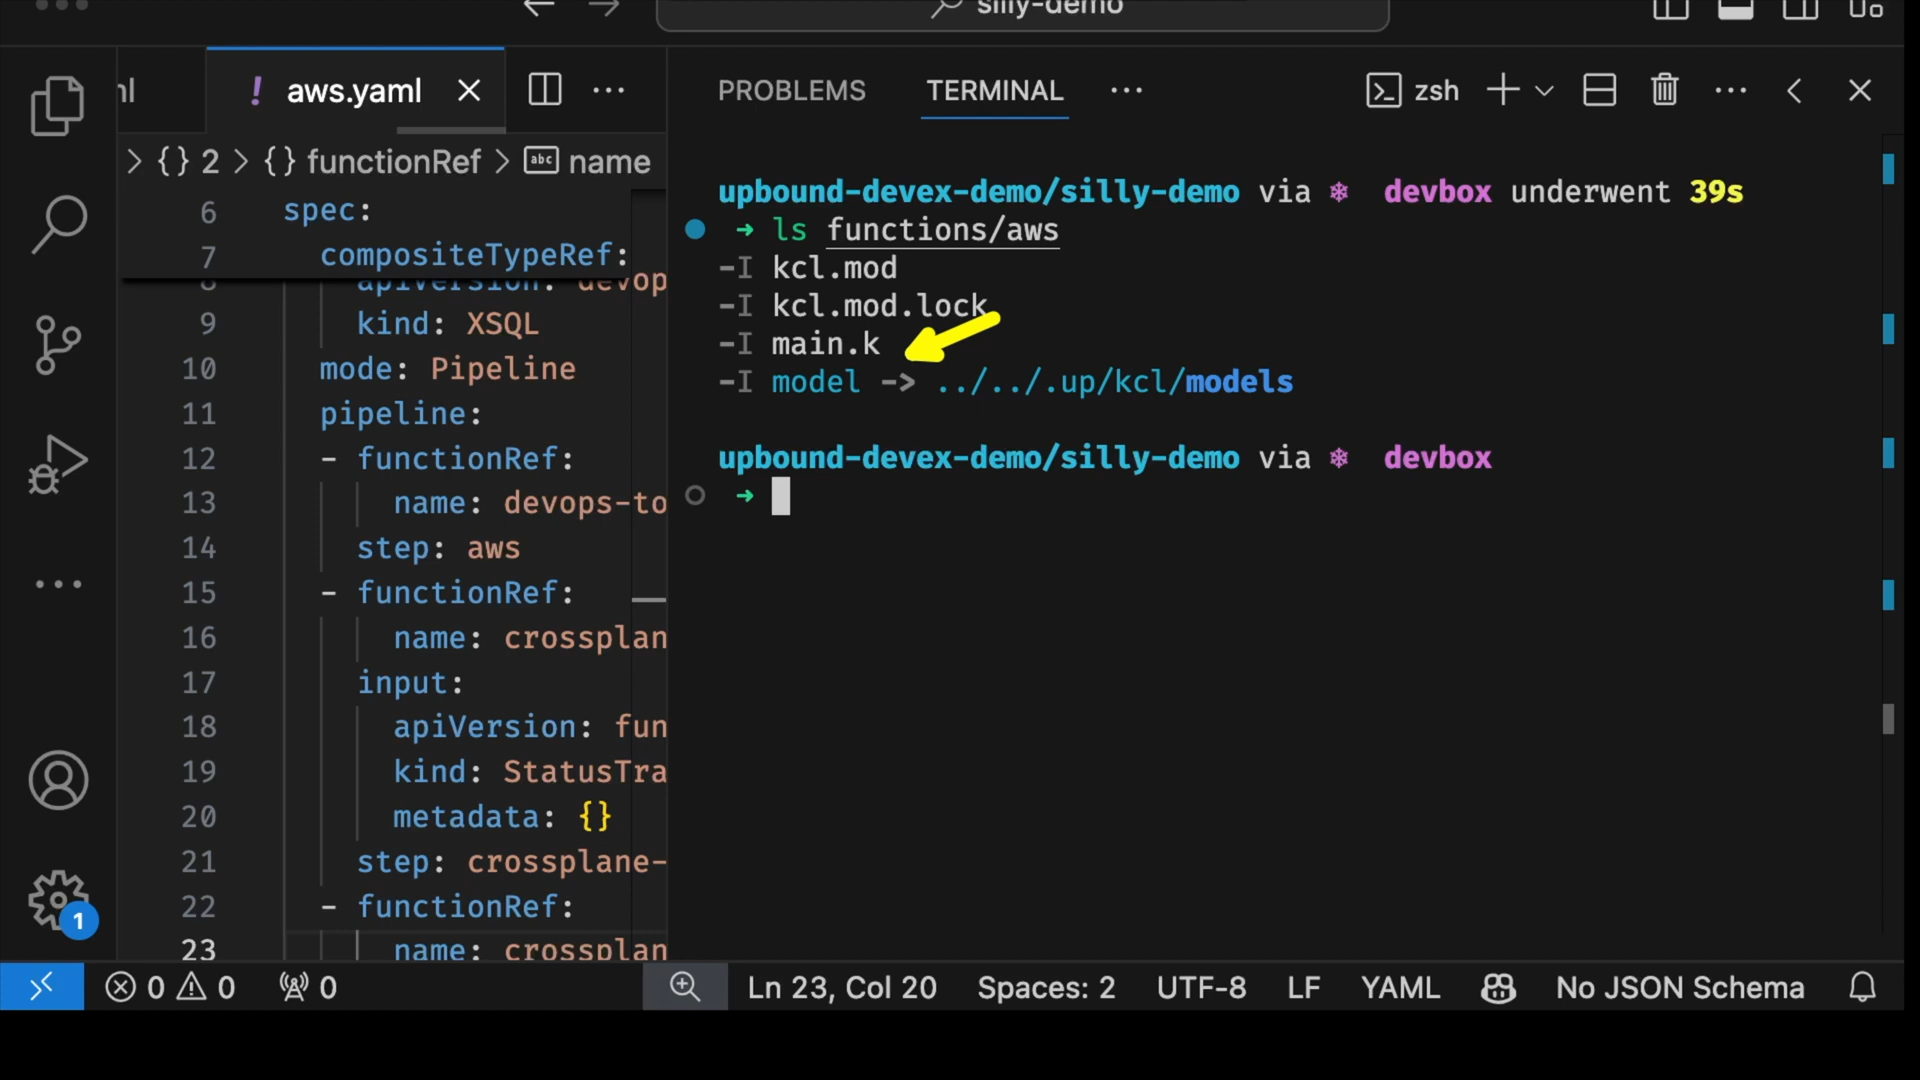 silly-demo
aws.yaml
PROBLEMS
TERMINAL
zsh
{} 2 > {} functionRef > abc name
6 spec:
7 compositeTypeRef:
8 apiVersion: devop
9 kind: XSQL
10 mode: Pipeline
11 pipeline:
12 - functionRef:
13 name: devops-to
14 step: aws
15 - functionRef:
16 name: crossplan
17 input:
18 apiVersion: fun
19 kind: StatusTra
20 metadata: {}
21 step: crossplane-
22 - functionRef:
23 name: crossplan
upbound-devex-demo/silly-demo via ❄ devbox underwent 39s
➜ ls functions/aws
-I kcl.mod
-I kcl.mod.lock
-I main.k
-I model -> ../../.up/kcl/models
upbound-devex-demo/silly-demo via ❄ devbox
➜
1
0 0 0 Ln 23, Col 20 Spaces: 2 UTF-8 LF YAML No JSON Schema